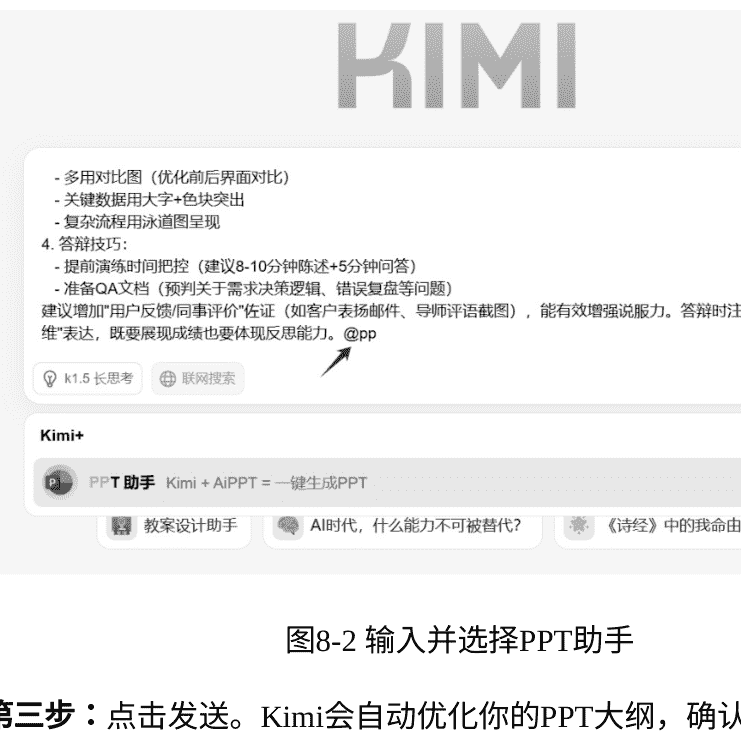 KIMI
- 多用对比图（优化前后界面对比）
- 关键数据用大字+色块突出
- 复杂流程用泳道图呈现
4. 答辩技巧：
- 提前演练时间把控（建议8-10分钟陈述+5分钟问答）
- 准备QA文档（预判关于需求决策逻辑、错误复盘等问题）
建议增加"用户反馈/同事评价"佐证（如客户表扬邮件、导师评语截图），能有效增强说服力。答辩时注
维"表达，既要展现成绩也要体现反思能力。@pp
k1.5 长思考 联网搜索
Kimi+
PPT 助手 Kimi + AiPPT = 一键生成PPT
教案设计助手 AI时代，什么能力不可被替代? 《诗经》中的我命由
图8-2 输入并选择PPT助手
第三步：点击发送。Kimi会自动优化你的PPT大纲，确认